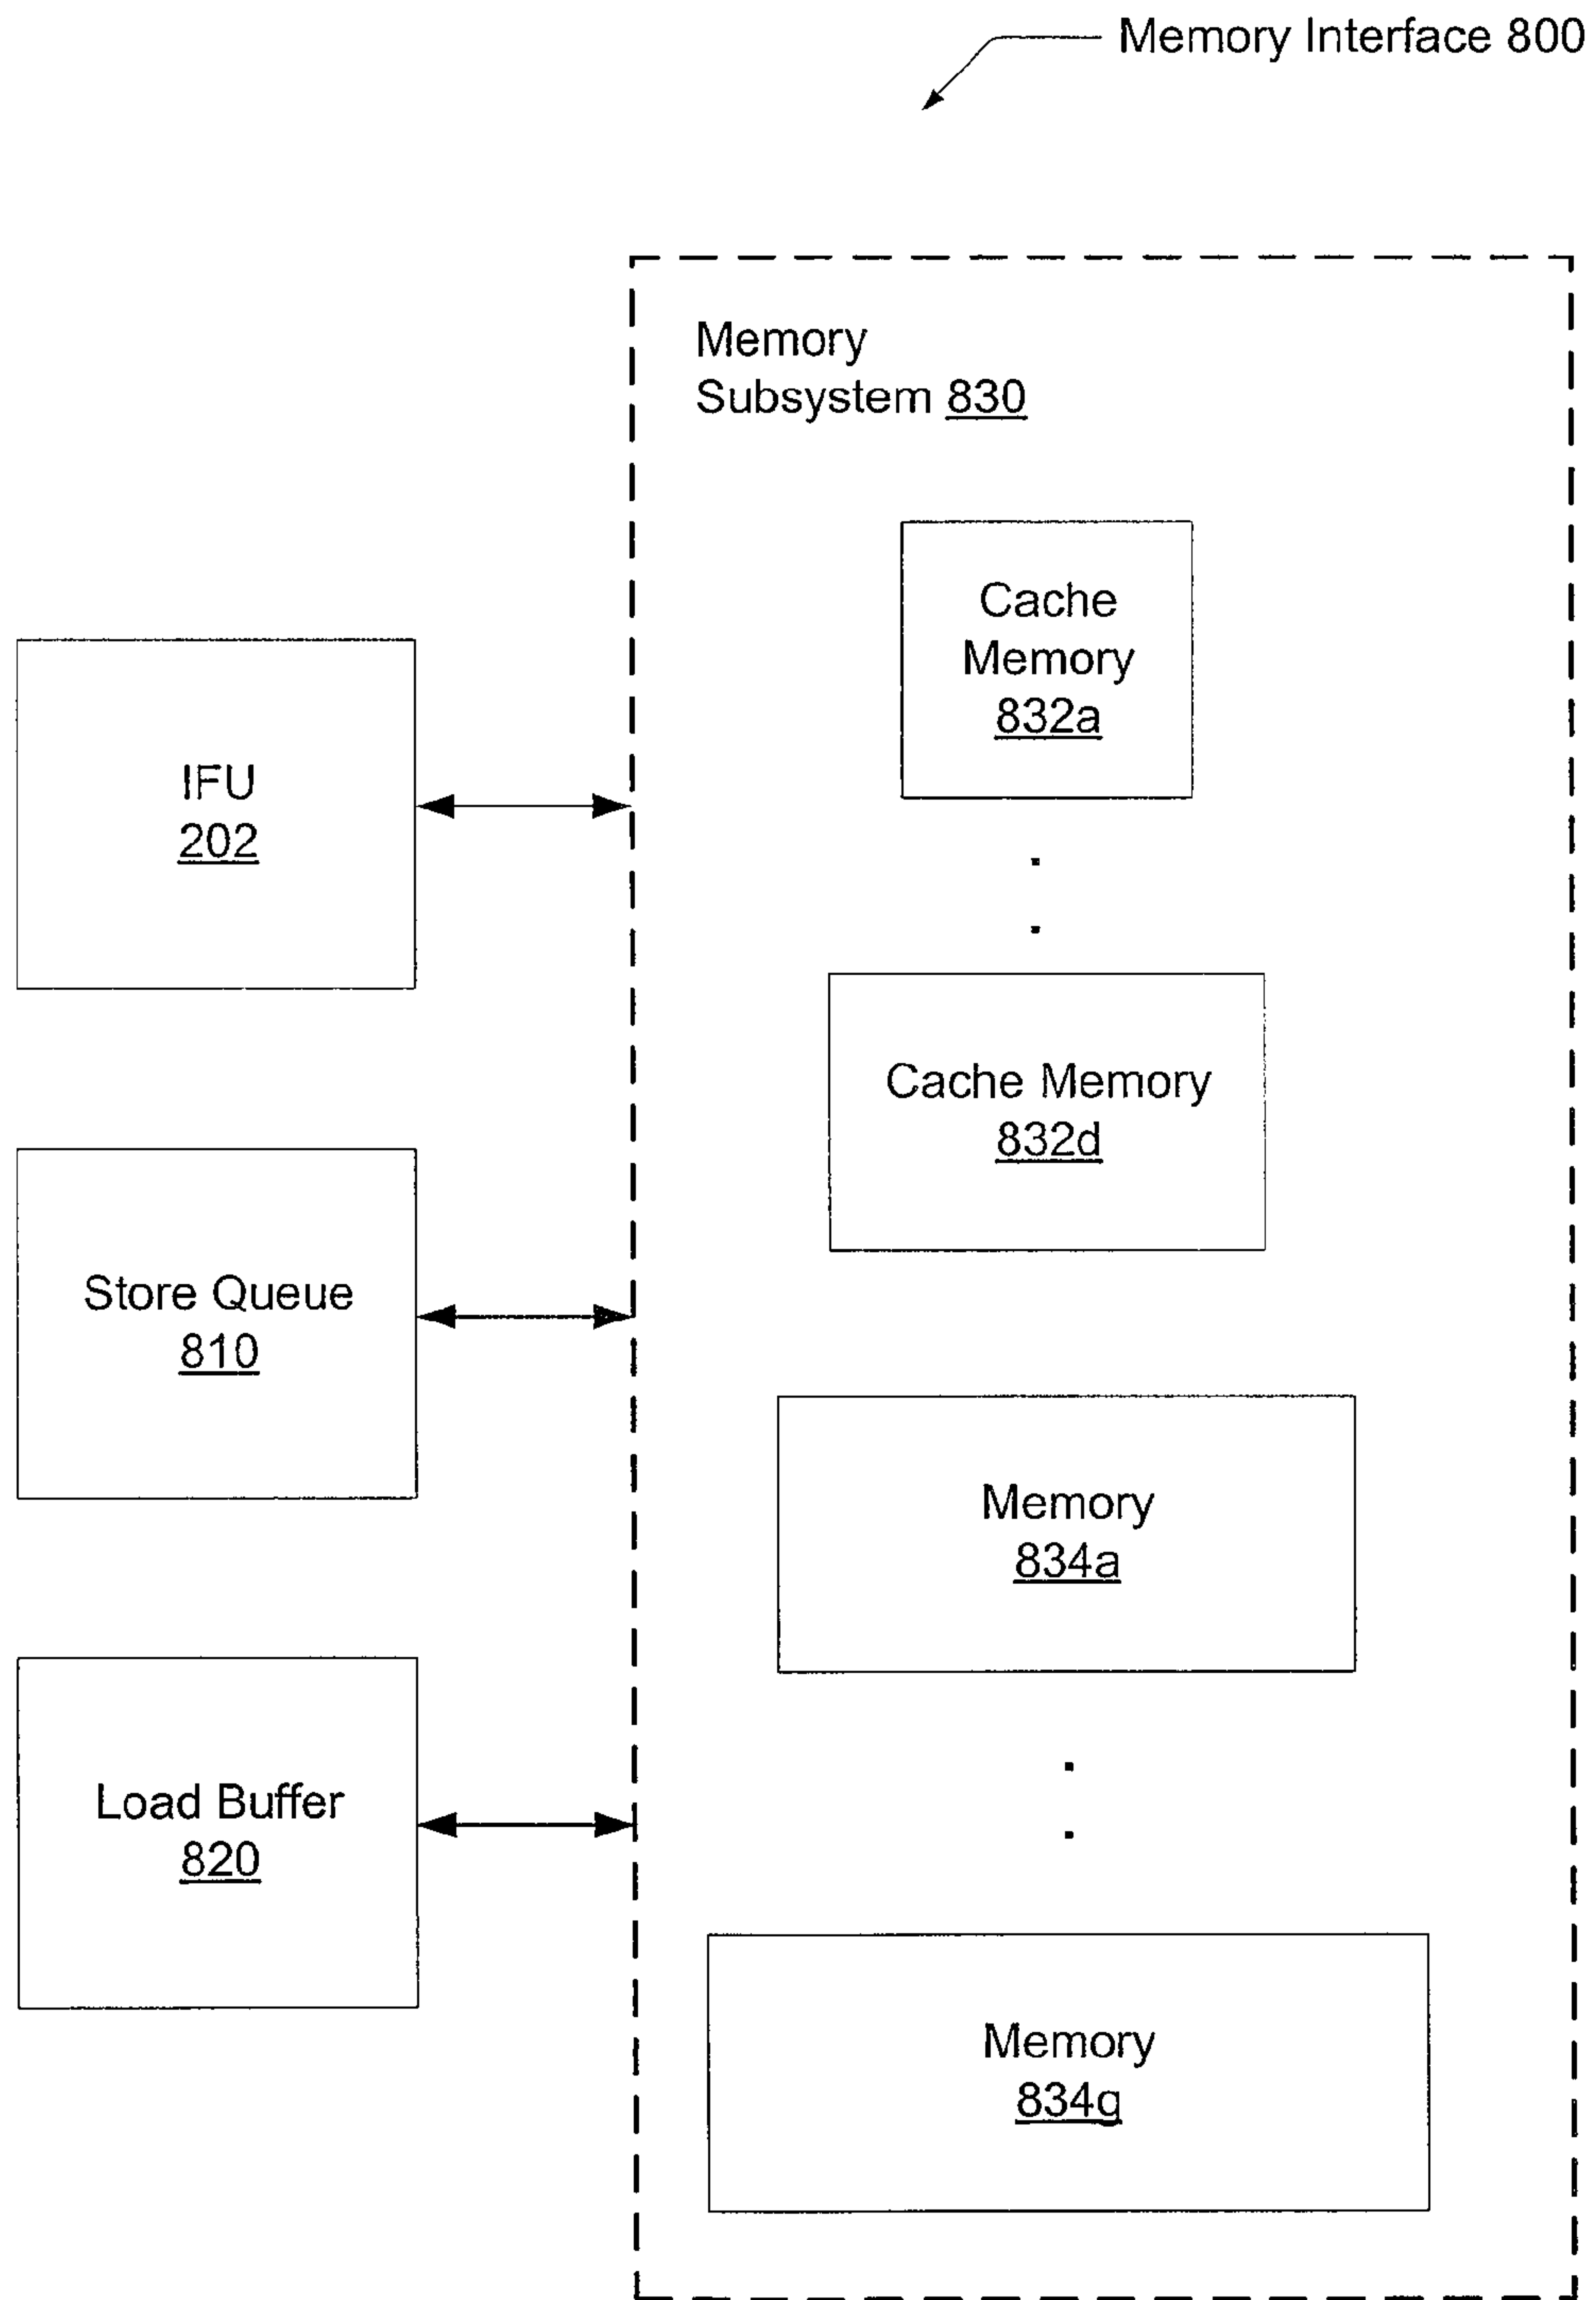 Memory Interface 800
Memory
Subsystem 830
Cache
Memory
832a
IFU
202
Cache Memory
832d
Store Queue
810
Memory
834a
Load Buffer
820
Memory
834g